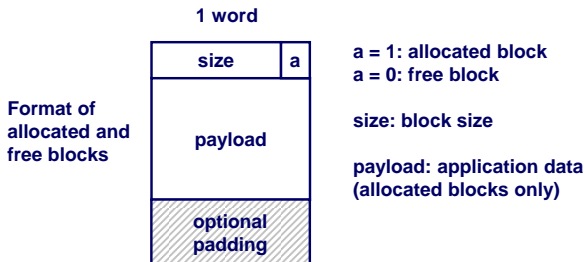 1 word
size a
a = 1: allocated block
a = 0: free block
Format of
allocated and
free blocks
payload
size: block size
payload: application data
(allocated blocks only)
optional
padding